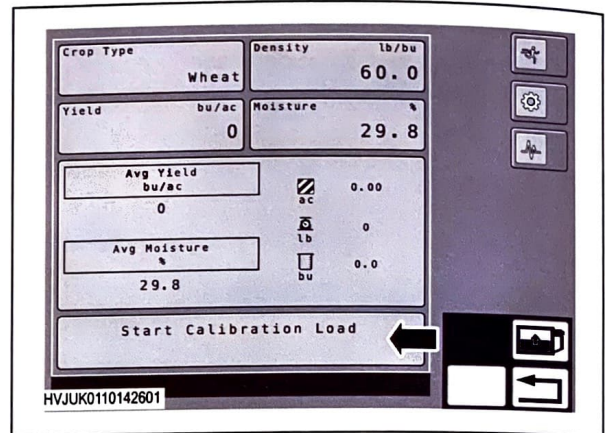 Crop Type
Wheat
Density lb/bu
60.0
Yield bu/ac
0
Moisture %
29.8
Avg Yield
bu/ac
0
Avg Moisture
%
29.8
ac 0.00
lb 0
bu 0.0
Start Calibration Load
HVJUK0110142601